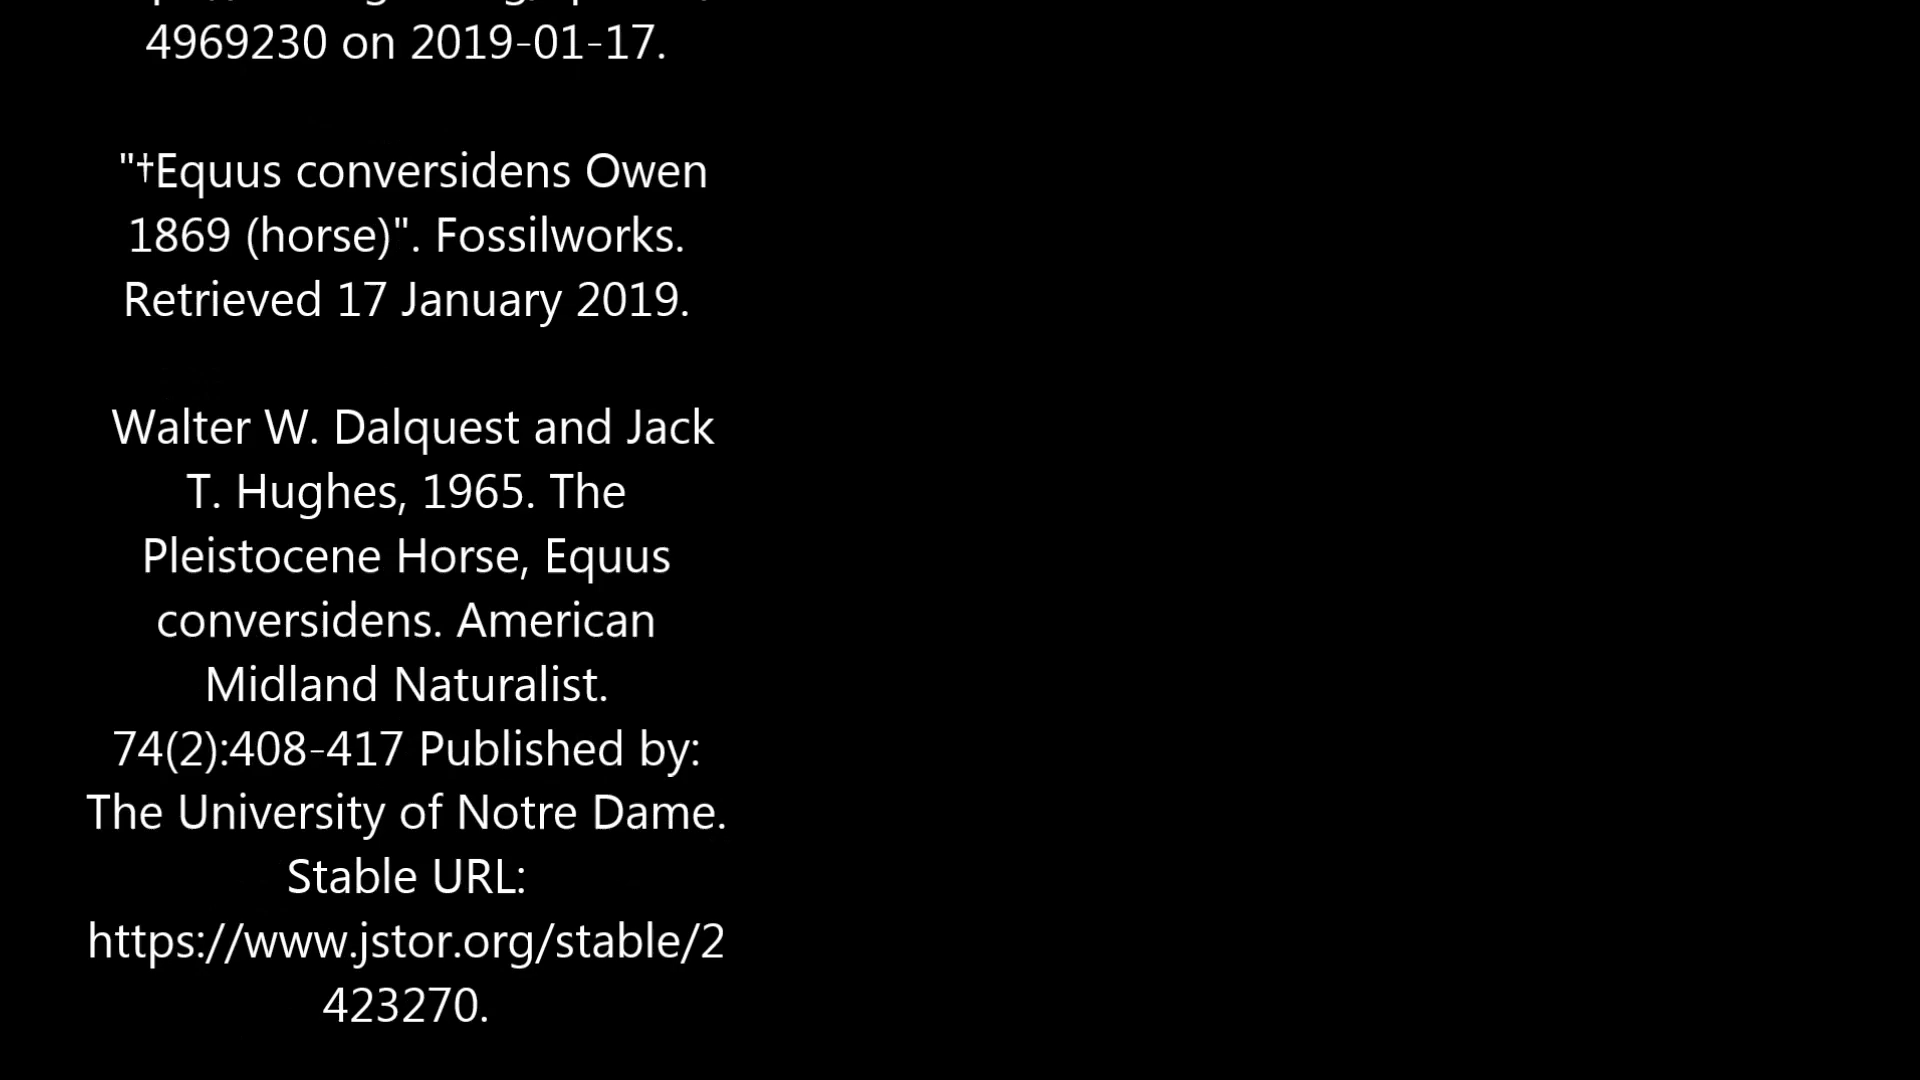 4969230 on 2019-01-17.
"†Equus conversidens Owen
1869 (horse)". Fossilworks.
Retrieved 17 January 2019.
Walter W. Dalquest and Jack
T. Hughes, 1965. The
Pleistocene Horse, Equus
conversidens. American
Midland Naturalist.
74(2):408-417 Published by:
The University of Notre Dame.
Stable URL:
https://www.jstor.org/stable/2
423270.